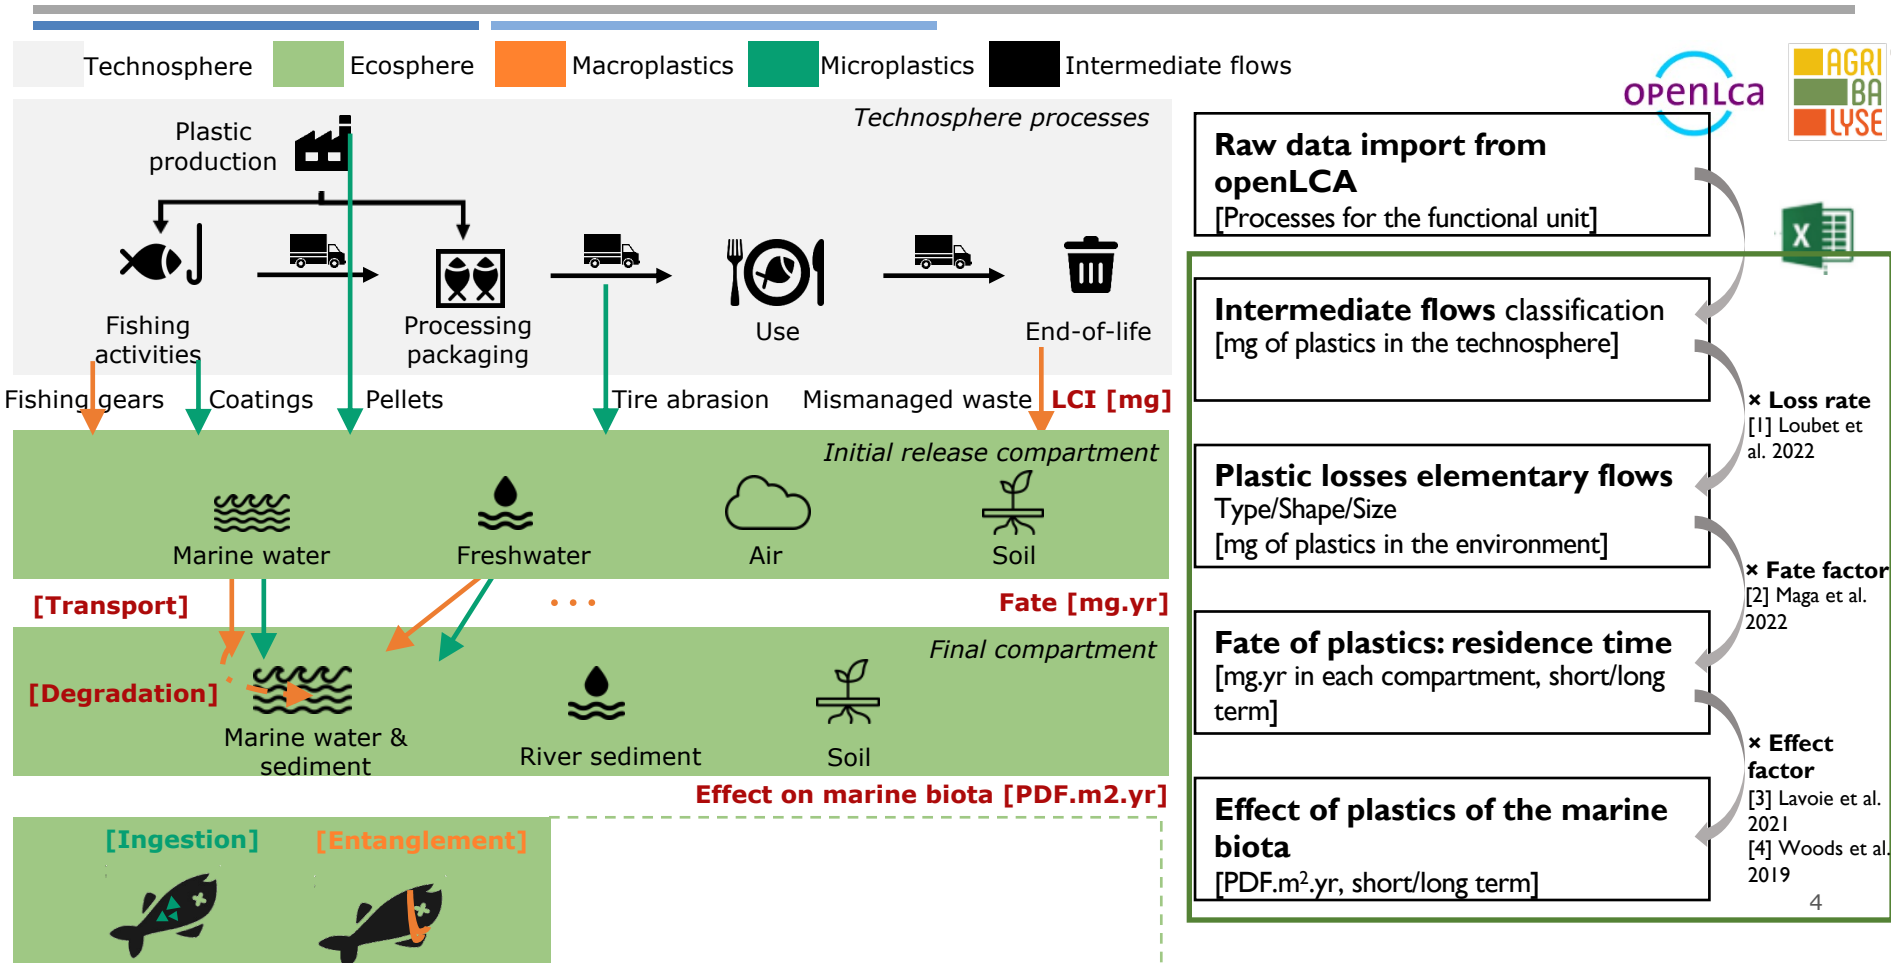 Technosphere
Ecosphere
Macroplastics
Microplastics
Intermediate flows
Technosphere processes
Plastic
production
Fishing
activities
Processing
packaging
Use
End-of-life
Fishing gears
Coatings
Pellets
Tire abrasion
Mismanaged waste
LCI [mg]
Initial release compartment
Marine water
Freshwater
Air
Soil
[Transport]
. . .
Fate [mg.yr]
Final compartment
[Degradation]
Marine water &
sediment
River sediment
Soil
Effect on marine biota [PDF.m2.yr]
[Ingestion]
[Entanglement]
openLca
AGRI
BA
LYSE
Raw data import from
openLCA
[Processes for the functional unit]
X
Intermediate flows classification
[mg of plastics in the technosphere]
× Loss rate
[1] Loubet et
al. 2022
Plastic losses elementary flows
Type/Shape/Size
[mg of plastics in the environment]
× Fate factor
[2] Maga et al.
2022
Fate of plastics: residence time
[mg.yr in each compartment, short/long
term]
× Effect
factor
[3] Lavoie et al.
2021
[4] Woods et al.
2019
Effect of plastics of the marine
biota
[PDF.m².yr, short/long term]
4